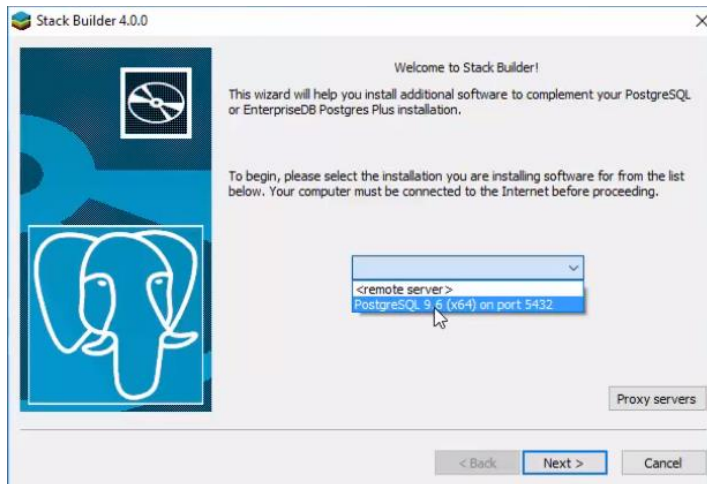 Stack Builder 4.0.0
Welcome to Stack Builder!
This wizard will help you install additional software to complement your PostgreSQL
or EnterpriseDB Postgres Plus installation.
To begin, please select the installation you are installing software for from the list
below. Your computer must be connected to the Internet before proceeding.
<remote server>
PostgreSQL 9.6 (x64) on port 5432
Proxy servers
< Back
Next >
Cancel